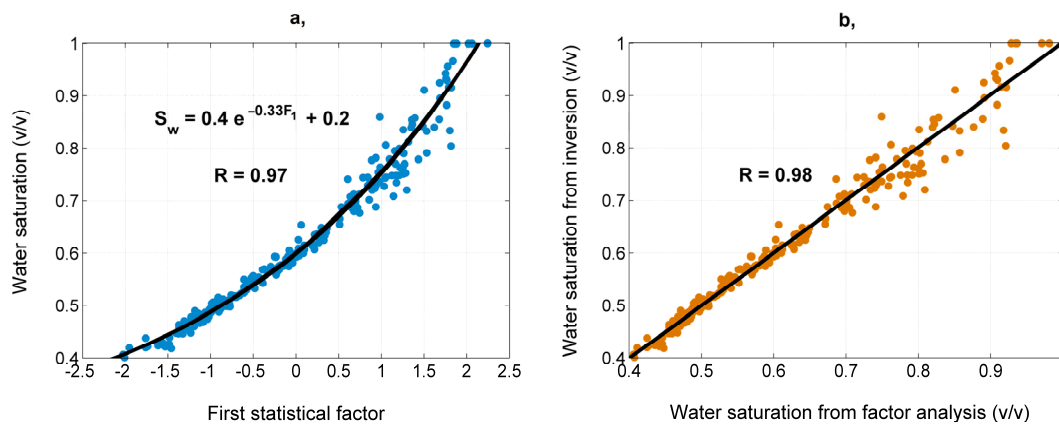 a,
Water saturation (v/v)
1
0.9
0.8
0.7
0.6
0.5
0.4
S_w = 0.4 e^{−0.33F_1} + 0.2
R = 0.97
-2.5 -2 -1.5 -1 -0.5 0 0.5 1 1.5 2 2.5
First statistical factor
b,
Water saturation from inversion (v/v)
1
0.9
0.8
0.7
0.6
0.5
0.4
R = 0.98
0.4 0.5 0.6 0.7 0.8 0.9
Water saturation from factor analysis (v/v)